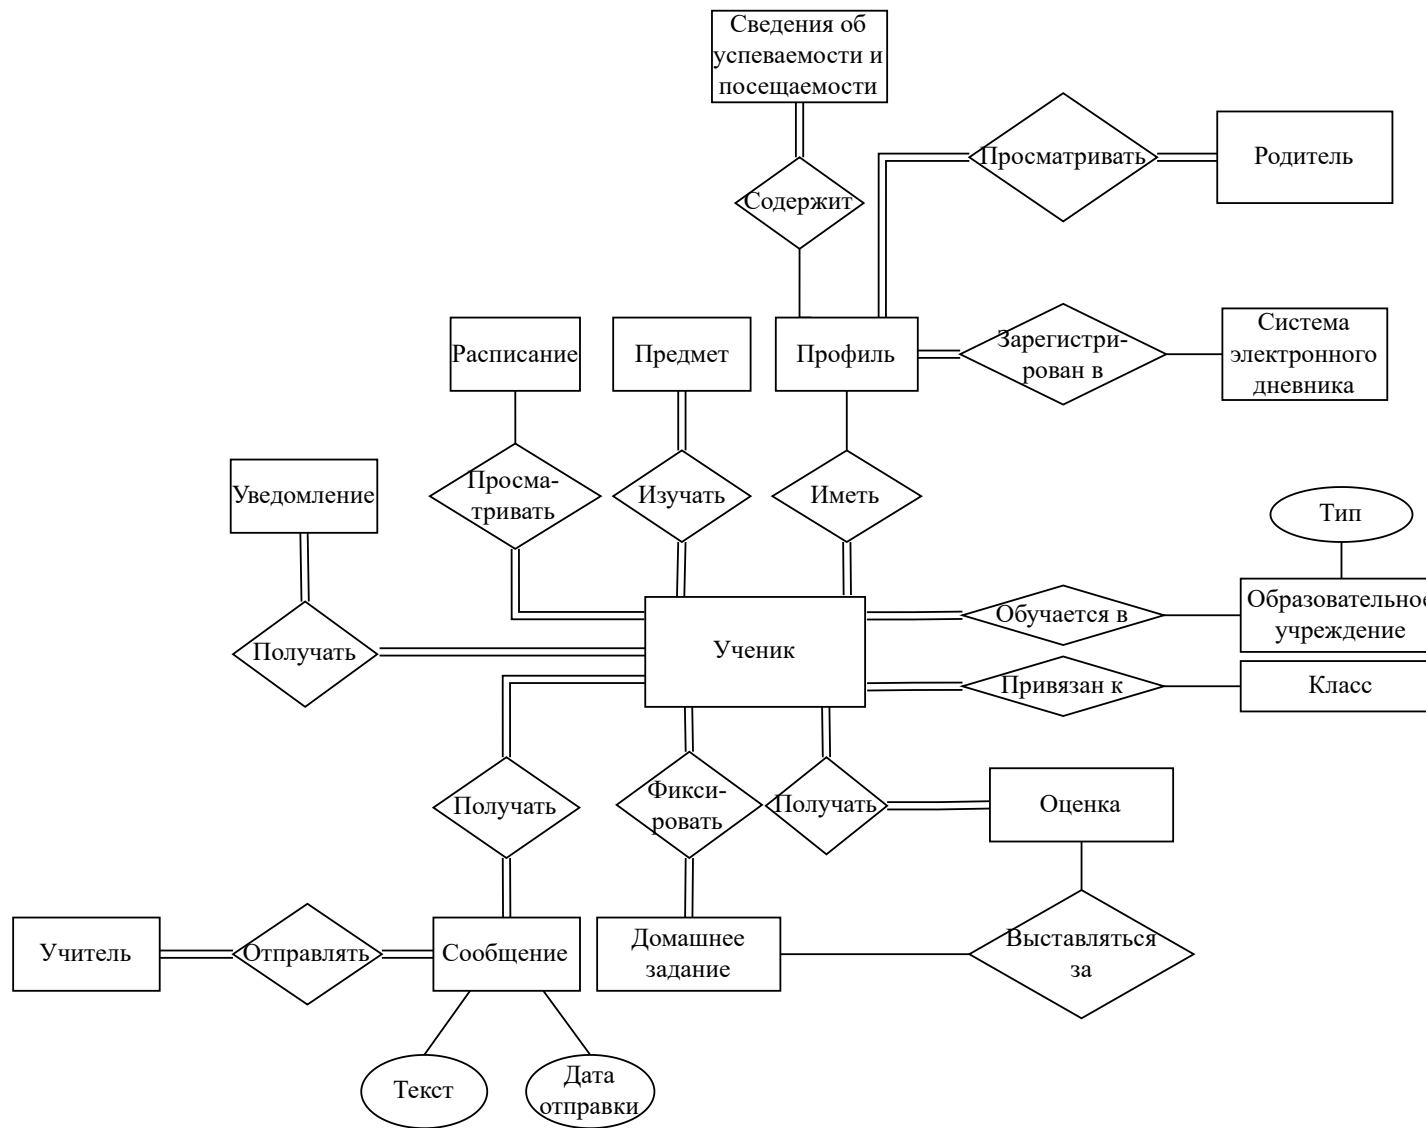 Сведения об
успеваемости и
посещаемости
Просматривать
Родитель
Содержит
Расписание
Предмет
Профиль
Зарегистри-
рован в
Система
электронного
дневника
Уведомление
Просма-
тривать
Изучать
Иметь
Тип
Образовательное
учреждение
Обучается в
Получать
Ученик
Привязан к
Класс
Получать
Фикси-
ровать
Получать
Оценка
Учитель
Отправлять
Сообщение
Домашнее
задание
Выставляться
за
Текст
Дата
отправки